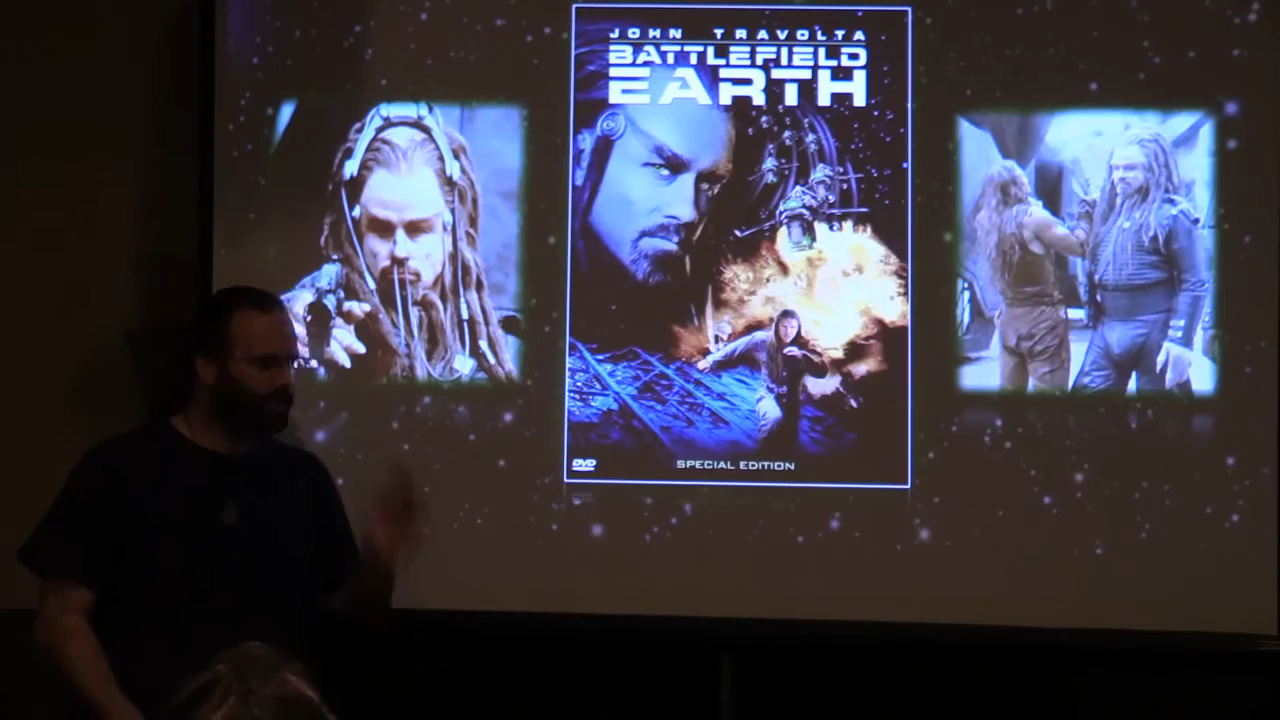 JOHN TRAVOLTA
BATTLEFIELD
EARTH
DVD
SPECIAL EDITION